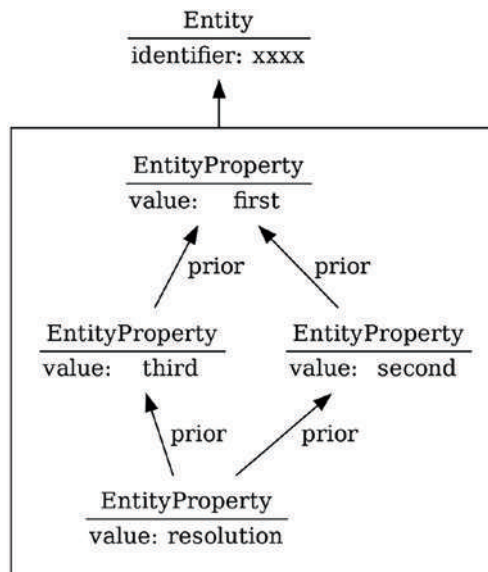 Entity
identifier: xxxx
EntityProperty
value: first
prior prior
EntityProperty EntityProperty
value: third value: second
prior prior
EntityProperty
value: resolution